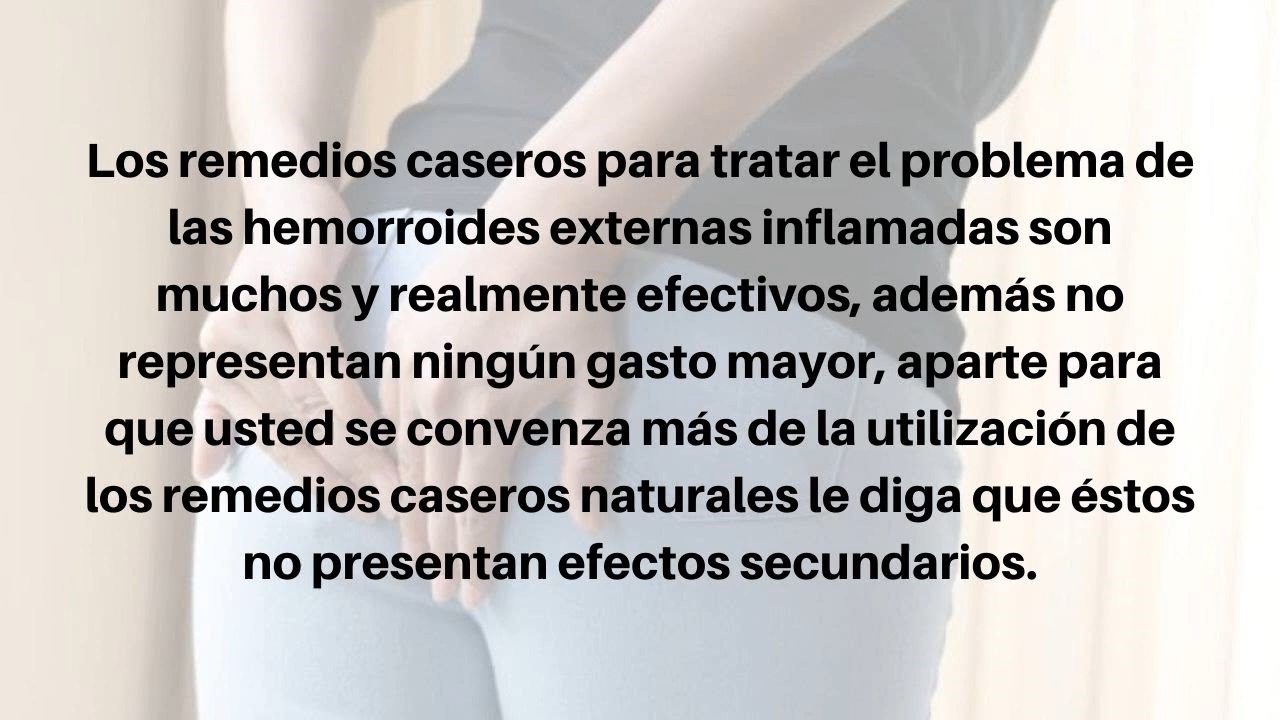 Los remedios caseros para tratar el problema de
las hemorroides externas inflamadas son
muchos y realmente efectivos, además no
representan ningún gasto mayor, aparte para
que usted se convenza más de la utilización de
los remedios caseros naturales le diga que éstos
no presentan efectos secundarios.